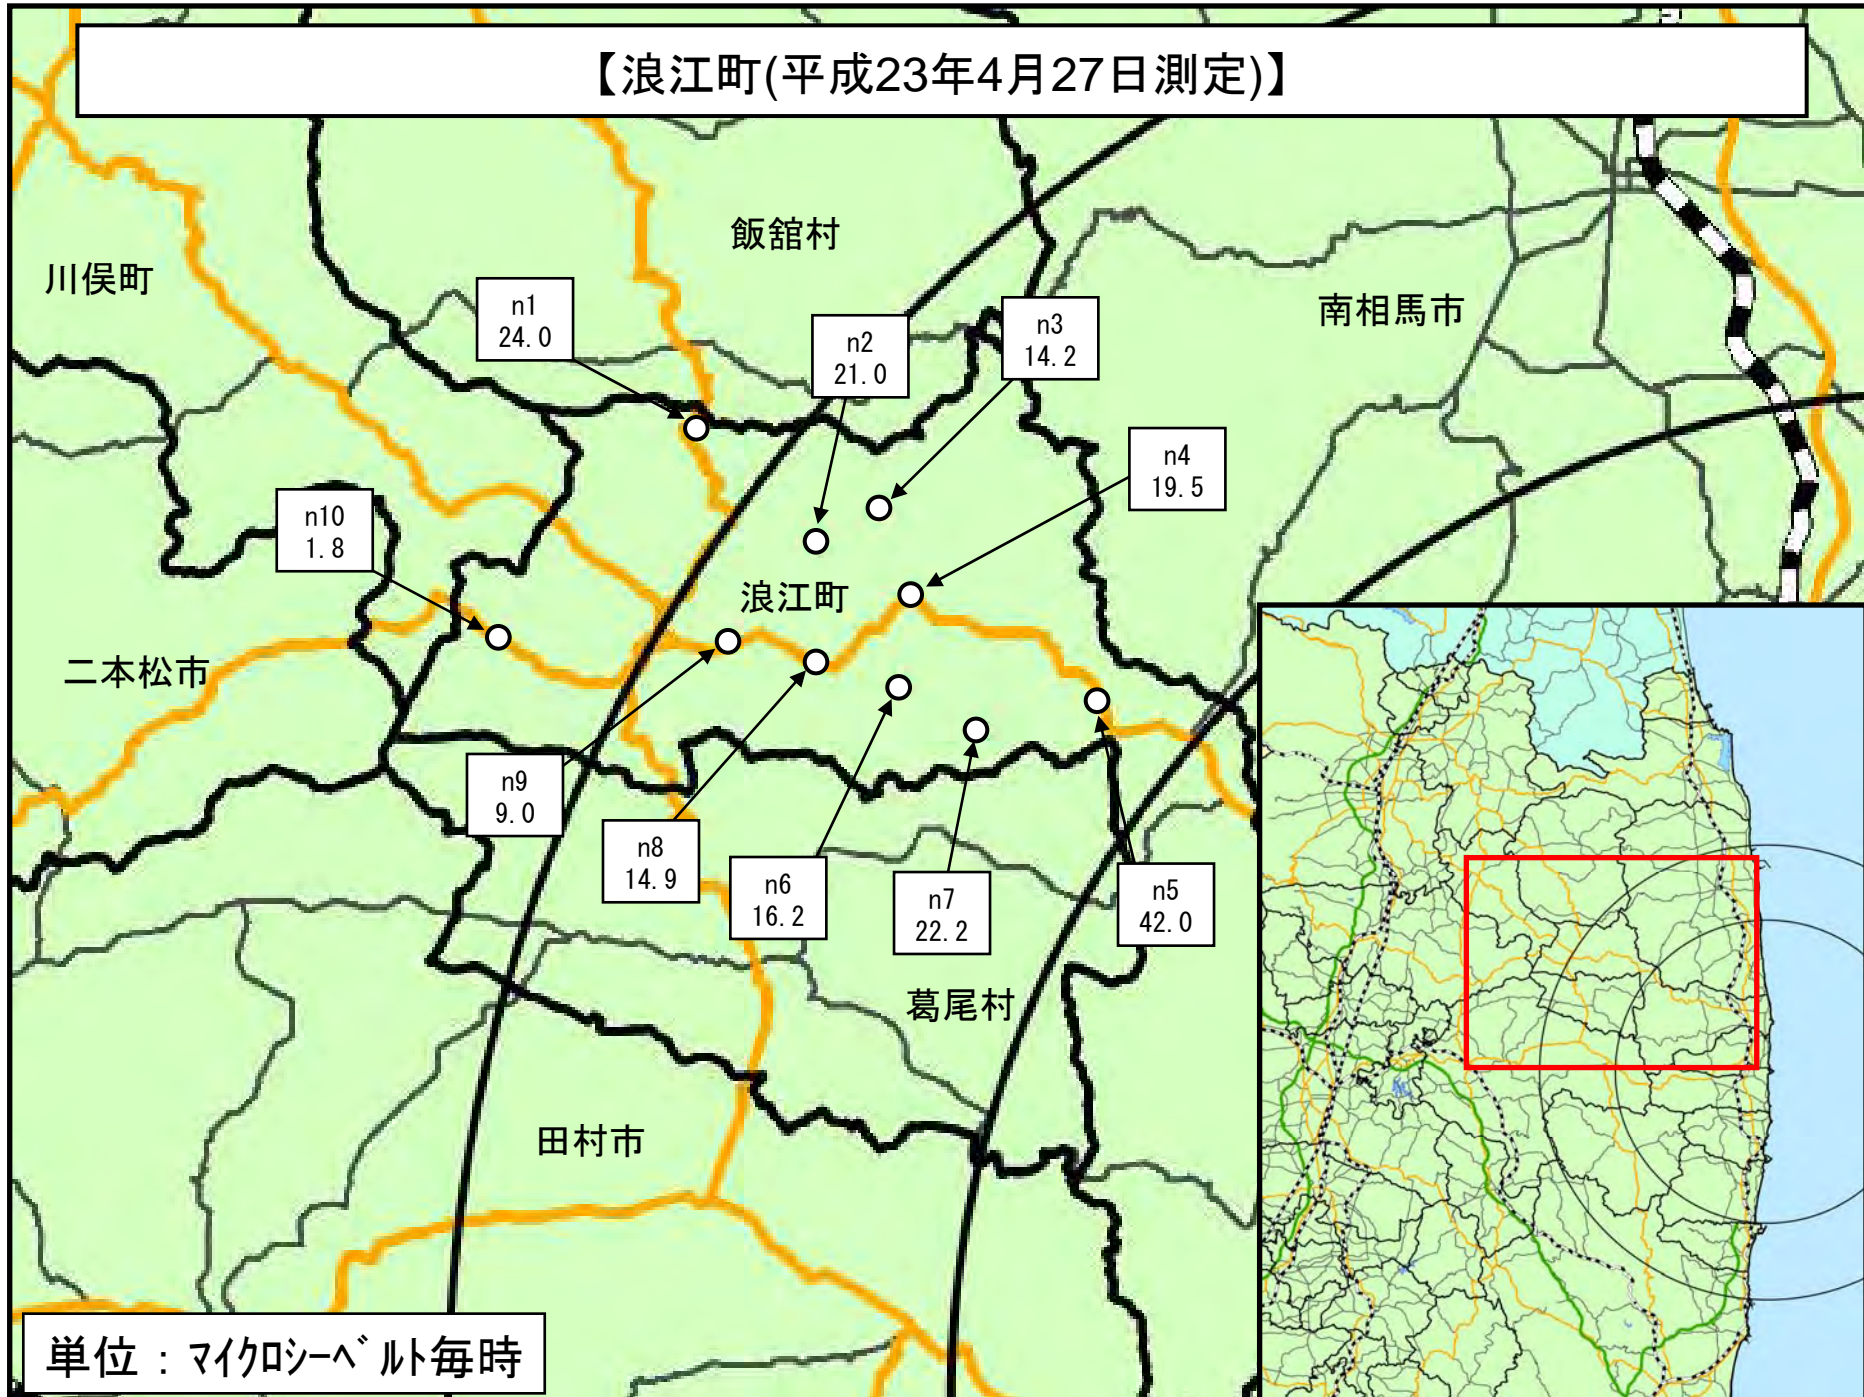 【浪江町(平成23年4月27日測定)】
飯舘村
川俣町
南相馬市
n1
24.0
n2
21.0
n3
14.2
n4
19.5
n10
1.8
浪江町
二本松市
n9
9.0
n8
14.9
n6
16.2
n7
22.2
n5
42.0
葛尾村
田村市
単位：マイクロシーベルト毎時